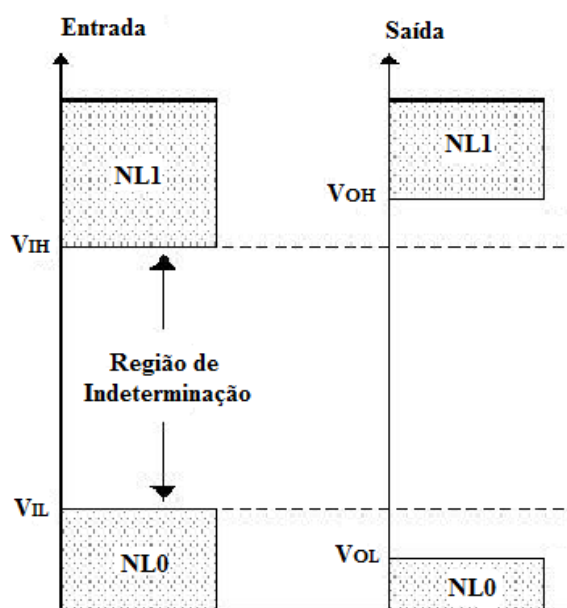 Entrada
Saída
NL1
NL1
VOH
VIH
Região de
Indeterminação
VIL
VOL
NL0
NL0